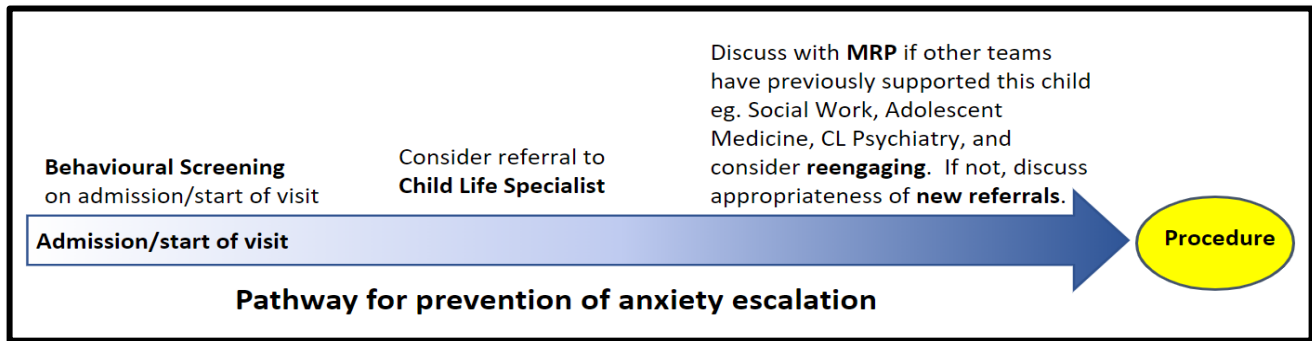 Behavioural Screening
on admission/start of visit
Consider referral to
Child Life Specialist
Discuss with MRP if other teams
have previously supported this child
eg. Social Work, Adolescent
Medicine, CL Psychiatry, and
consider reengaging.  If not, discuss
appropriateness of new referrals.
Admission/start of visit
Procedure
Pathway for prevention of anxiety escalation